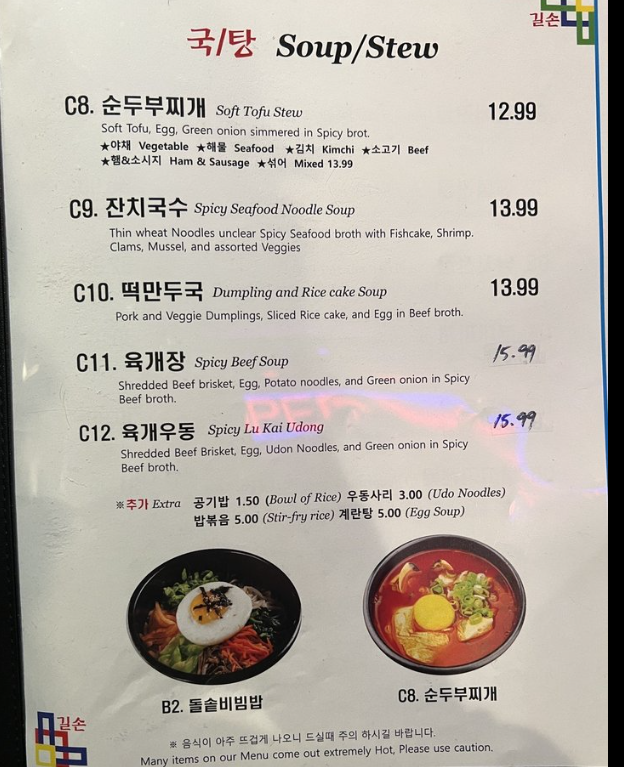 길손
국/탕 Soup/Stew
C8. 순두부찌개 Soft Tofu Stew 12.99
Soft Tofu, Egg, Green onion simmered in Spicy brot.
★야채 Vegetable ★해물 Seafood ★김치 Kimchi ★소고기 Beef
★햄&소시지 Ham & Sausage ★섞어 Mixed 13.99
C9. 잔치국수 Spicy Seafood Noodle Soup 13.99
Thin wheat Noodles unclear Spicy Seafood broth with Fishcake, Shrimp.
Clams, Mussel, and assorted Veggies
C10. 떡만두국 Dumpling and Rice cake Soup 13.99
Pork and Veggie Dumplings, Sliced Rice cake, and Egg in Beef broth.
C11. 육개장 Spicy Beef Soup 15.99
Shredded Beef brisket, Egg, Potato noodles, and Green onion in Spicy
Beef broth.
C12. 육개우동 Spicy Lu Kai Udong 15.99
Shredded Beef Brisket, Egg, Udon Noodles, and Green onion in Spicy
Beef broth.
※추가 Extra 공기밥 1.50 (Bowl of Rice) 우동사리 3.00 (Udo Noodles)
밥볶음 5.00 (Stir-fry rice) 계란탕 5.00 (Egg Soup)
B2. 돌솥비빔밥
C8. 순두부찌개
길손
※ 음식이 아주 뜨겁게 나오니 드실때 주의 하시길 바랍니다.
Many items on our Menu come out extremely Hot, Please use caution.